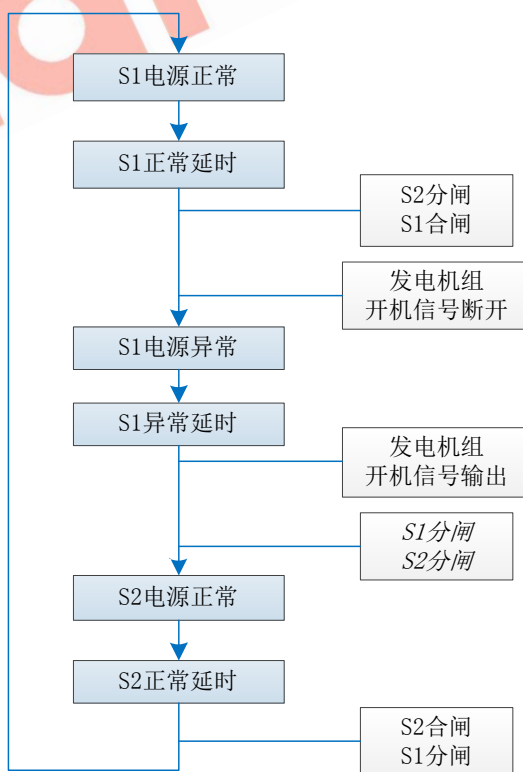 S1电源正常
S1正常延时
S2分闸
S1合闸
发电机组
开机信号断开
S1电源异常
S1异常延时
发电机组
开机信号输出
S1分闸
S2分闸
S2电源正常
S2正常延时
S2合闸
S1分闸